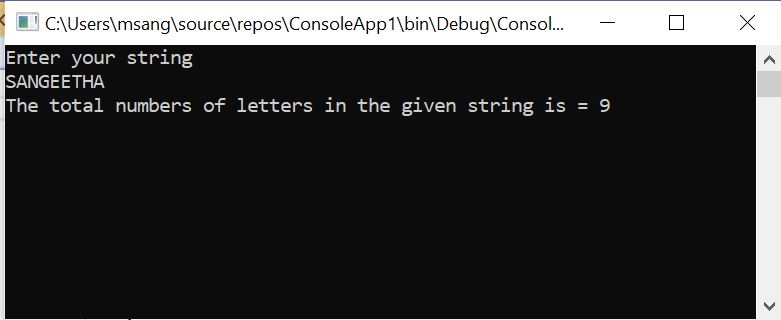 C:\Users\msang\source\repos\ConsoleApp1\bin\Debug\Consol...
Enter your string
SANGEETHA
The total numbers of letters in the given string is = 9